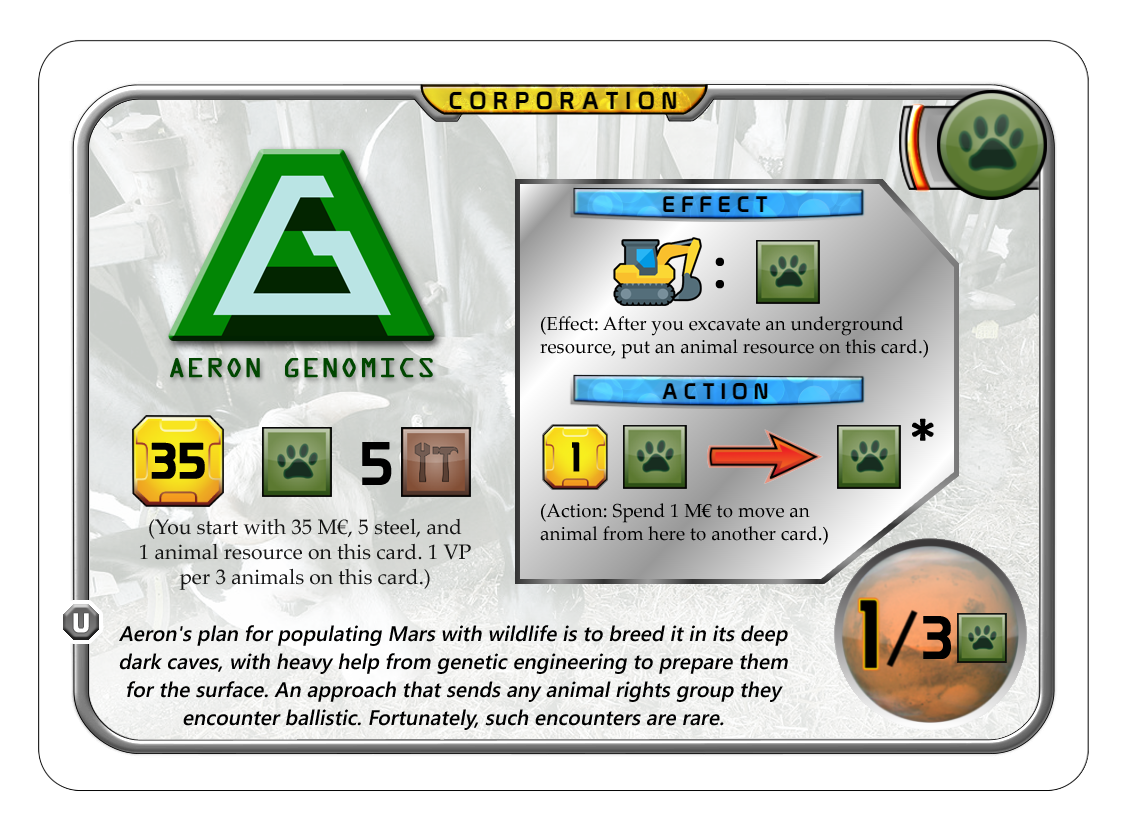 CORPORATION
AERON GENOMICS
35 5
(You start with 35 M€, 5 steel, and
1 animal resource on this card. 1 VP
per 3 animals on this card.)
EFFECT
:
(Effect: After you excavate an underground
resource, put an animal resource on this card.)
ACTION
1 *
(Action: Spend 1 M€ to move an
animal from here to another card.)
U
Aeron's plan for populating Mars with wildlife is to breed it in its deep
dark caves, with heavy help from genetic engineering to prepare them
for the surface. An approach that sends any animal rights group they
encounter ballistic. Fortunately, such encounters are rare.
1/3